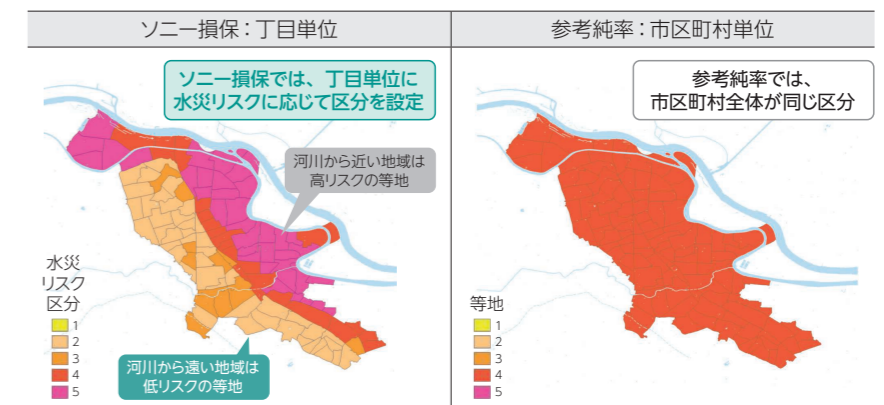 ソニー損保：丁目単位
ソニー損保では、丁目単位に
水災リスクに応じて区分を設定
河川から近い地域は
高リスクの等地
水災
リスク
区分
1
2
3
4
5
河川から遠い地域は
低リスクの等地
参考純率：市区町村単位
参考純率では、
市区町村全体が同じ区分
等地
1
2
3
4
5